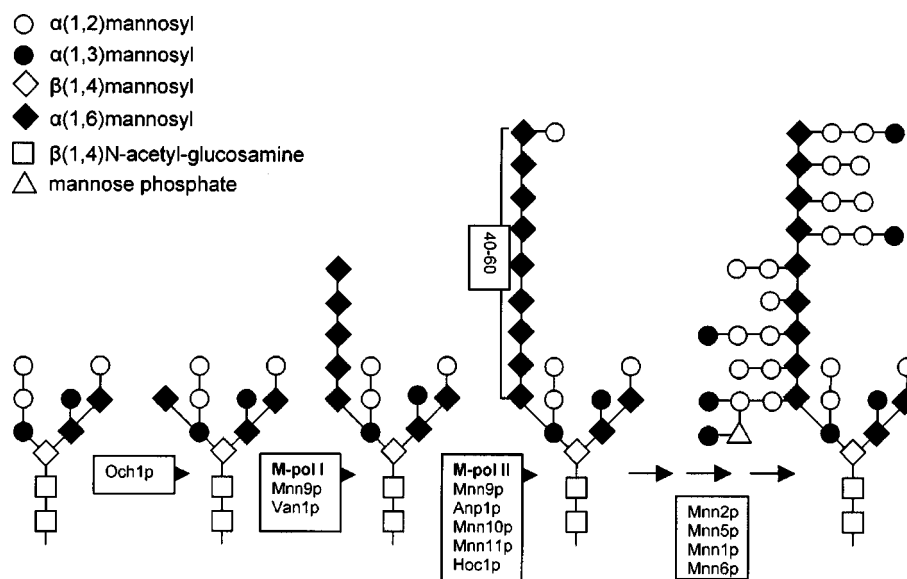 α(1,2)mannosyl
α(1,3)mannosyl
β(1,4)mannosyl
α(1,6)mannosyl
β(1,4)N-acetyl-glucosamine
mannose phosphate
40-60
Och1p
M-pol I
Mnn9p
Van1p
M-pol II
Mnn9p
Anp1p
Mnn10p
Mnn11p
Hoc1p
Mnn2p
Mnn5p
Mnn1p
Mnn6p